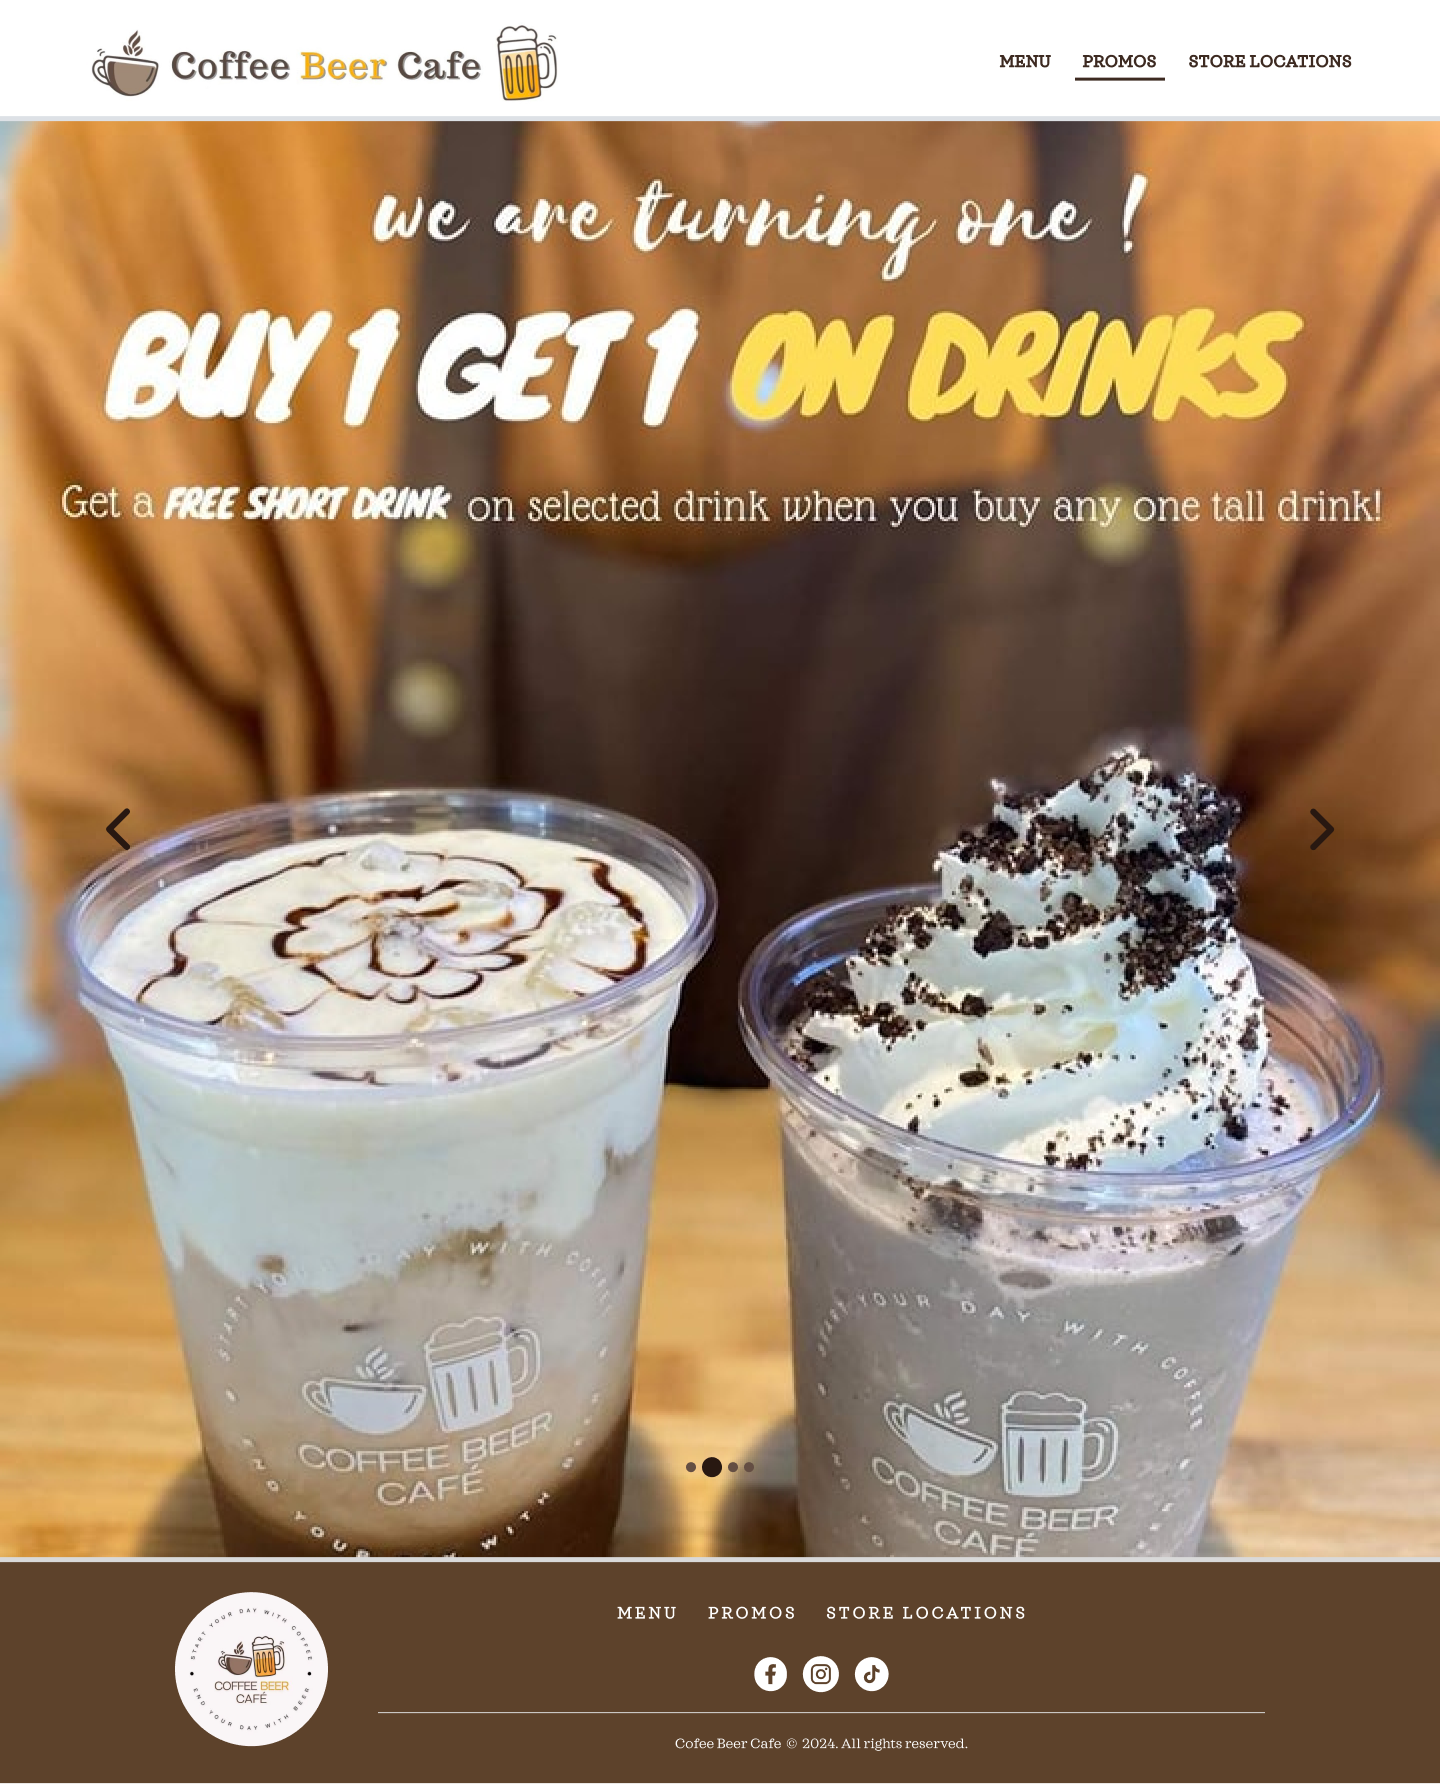 Coffee Beer Cafe
MENU PROMOS STORE LOCATIONS
we are turning one !
BUY 1 GET 1 ON DRINKS
Get a FREE SHORT DRINK on selected drink when you buy any one tall drink!
START YOUR DAY WITH COFFEE
COFFEE BEER
CAFÉ
END YOUR DAY WITH
START YOUR DAY WITH COFFEE
COFFEE BEER
CAFÉ
MENU PROMOS STORE LOCATIONS
START YOUR DAY WITH COFFEE
COFFEE BEER
CAFÉ
END YOUR DAY WITH BEER
Cofee Beer Cafe © 2024. All rights reserved.